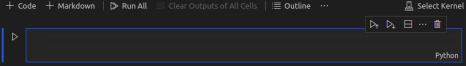 + Code + Markdown Run All Clear Outputs of All Cells Outline ... Select Kernel
Python